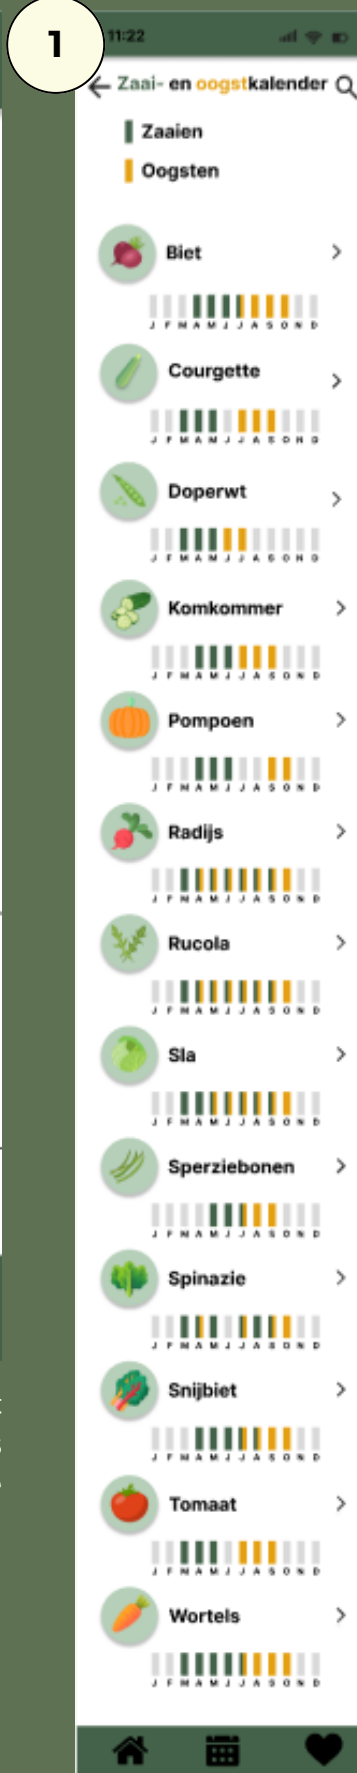 1
11:22
Zaai- en oogstkalender
Zaaien
Oogsten
Biet
J F M A M J J A S O N D
Courgette
J F M A M J J A S O N D
Doperwt
J F M A M J J A S O N D
Komkommer
J F M A M J J A S O N D
Pompoen
J F M A M J J A S O N D
Radijs
J F M A M J J A S O N D
Rucola
J F M A M J J A S O N D
Sla
J F M A M J J A S O N D
Sperziebonen
J F M A M J J A S O N D
Spinazie
J F M A M J J A S O N D
Snijbiet
J F M A M J J A S O N D
Tomaat
J F M A M J J A S O N D
Wortels
J F M A M J J A S O N D